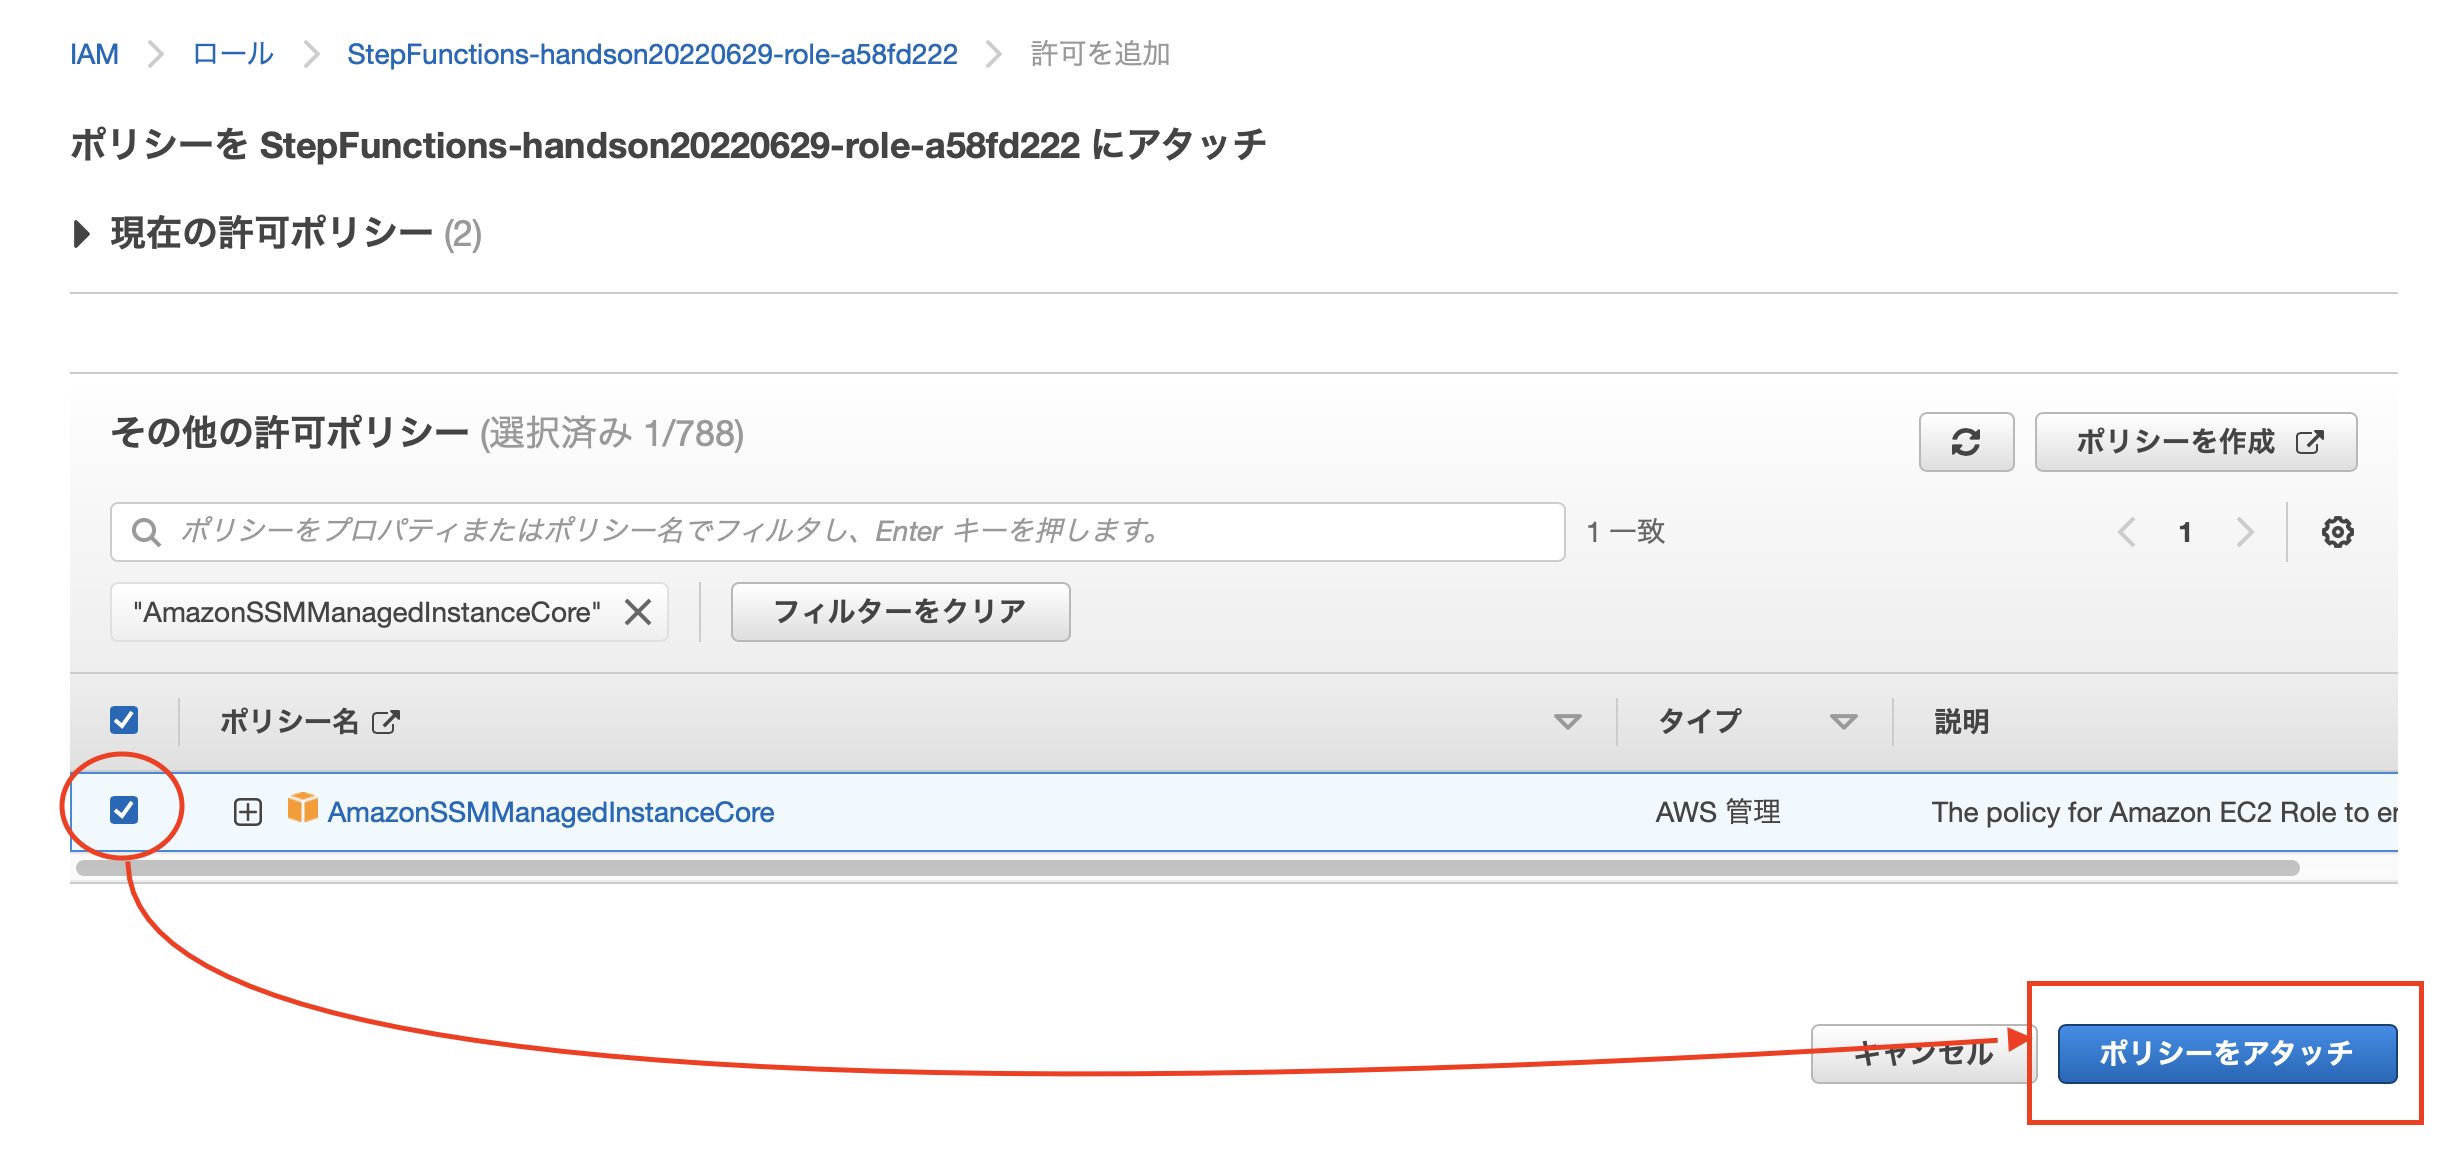 IAM ロール StepFunctions-handson20220629-role-a58fd222 許可を追加
ポリシーを StepFunctions-handson20220629-role-a58fd222 にアタッチ
現在の許可ポリシー (2)
その他の許可ポリシー (選択済み 1/788)
ポリシーを作成
ポリシーをプロパティまたはポリシー名でフィルタし、Enter キーを押します。
1 一致
1
"AmazonSSMManagedInstanceCore"
フィルターをクリア
ポリシー名 タイプ 説明
AmazonSSMManagedInstanceCore AWS 管理 The policy for Amazon EC2 Role to
キャンセル
ポリシーをアタッチ